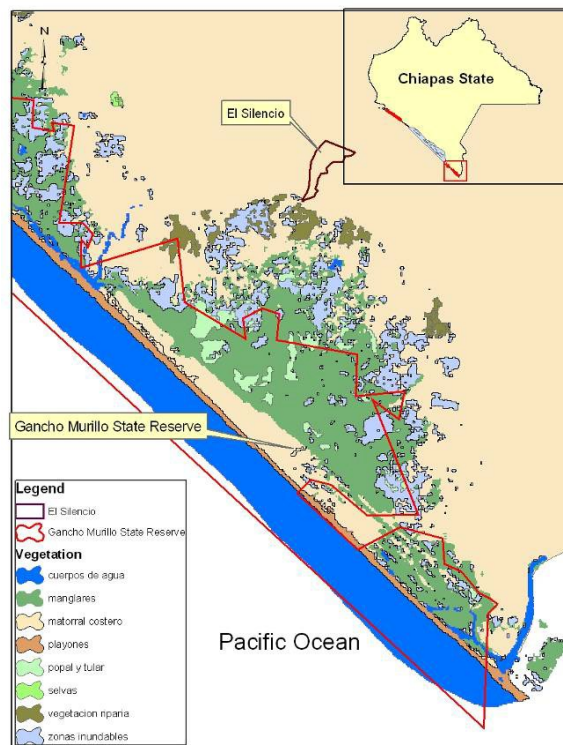 N
Chiapas State
El Silencio
Gancho Murillo State Reserve
Pacific Ocean
Legend
El Silencio
Gancho Murillo State Reserve
Vegetation
cuerpos de agua
manglares
matorral costero
playones
popal y tular
selvas
vegetacion riparia
zonas inundables